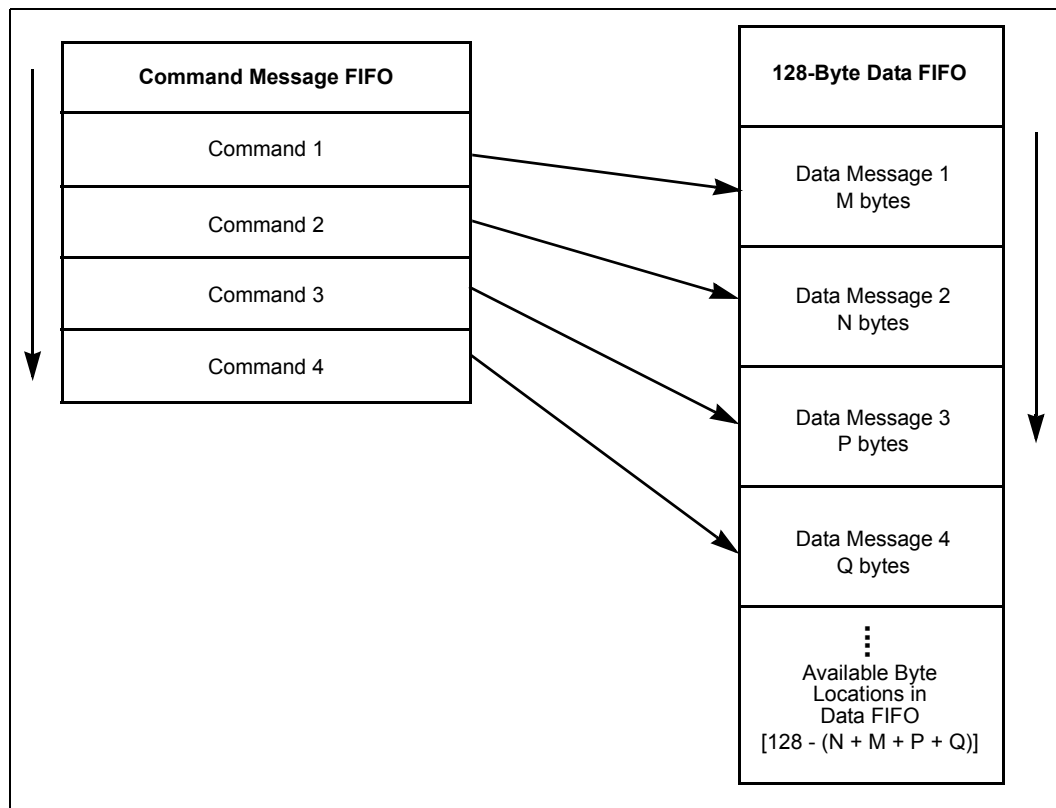 Command Message FIFO
Command 1
Command 2
Command 3
Command 4
128-Byte Data FIFO
Data Message 1
M bytes
Data Message 2
N bytes
Data Message 3
P bytes
Data Message 4
Q bytes
Available Byte
Locations in
Data FIFO
[128 - (N + M + P + Q)]